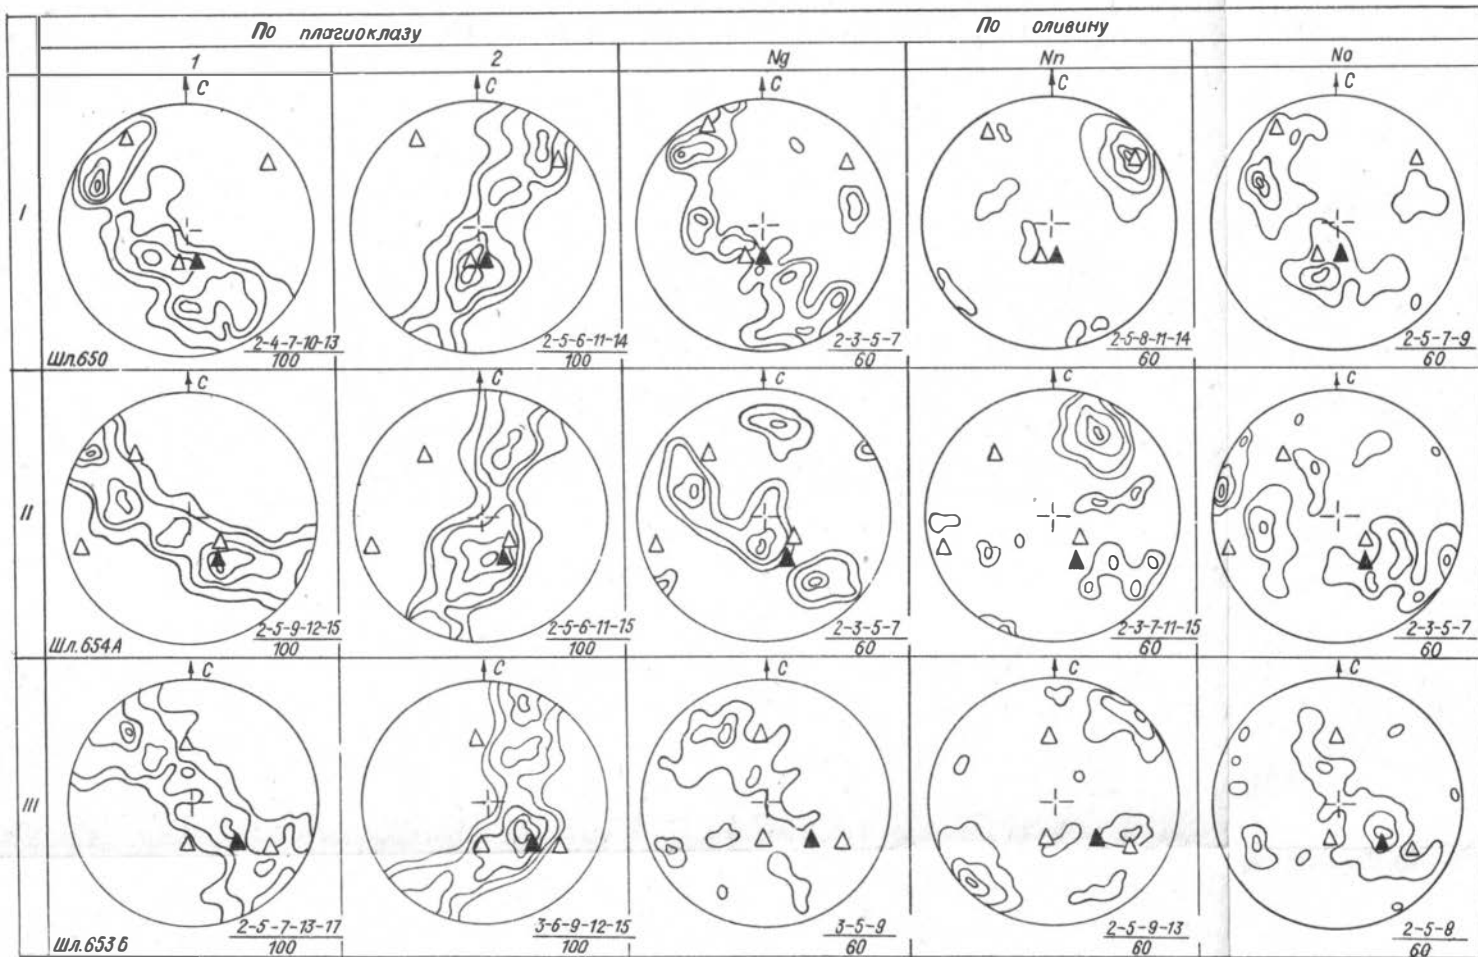 По плагиоклазу По оливину
1 2 Ng Nп No
I C C C C C
Шл.650 2-4-7-10-13 2-5-6-11-14 2-3-5-7 2-5-8-11-14 2-5-7-9
100 100 60 60 60
II C C c c C
Шл.654А 2-5-9-12-15 2-5-6-11-15 2-3-5-7 2-3-7-11-15 2-3-5-7
100 100 60 60 60
III C C C C C
Шл.653б 2-5-7-13-17 3-6-9-12-15 3-5-9 2-5-9-13 2-5-8
100 100 60 60 60